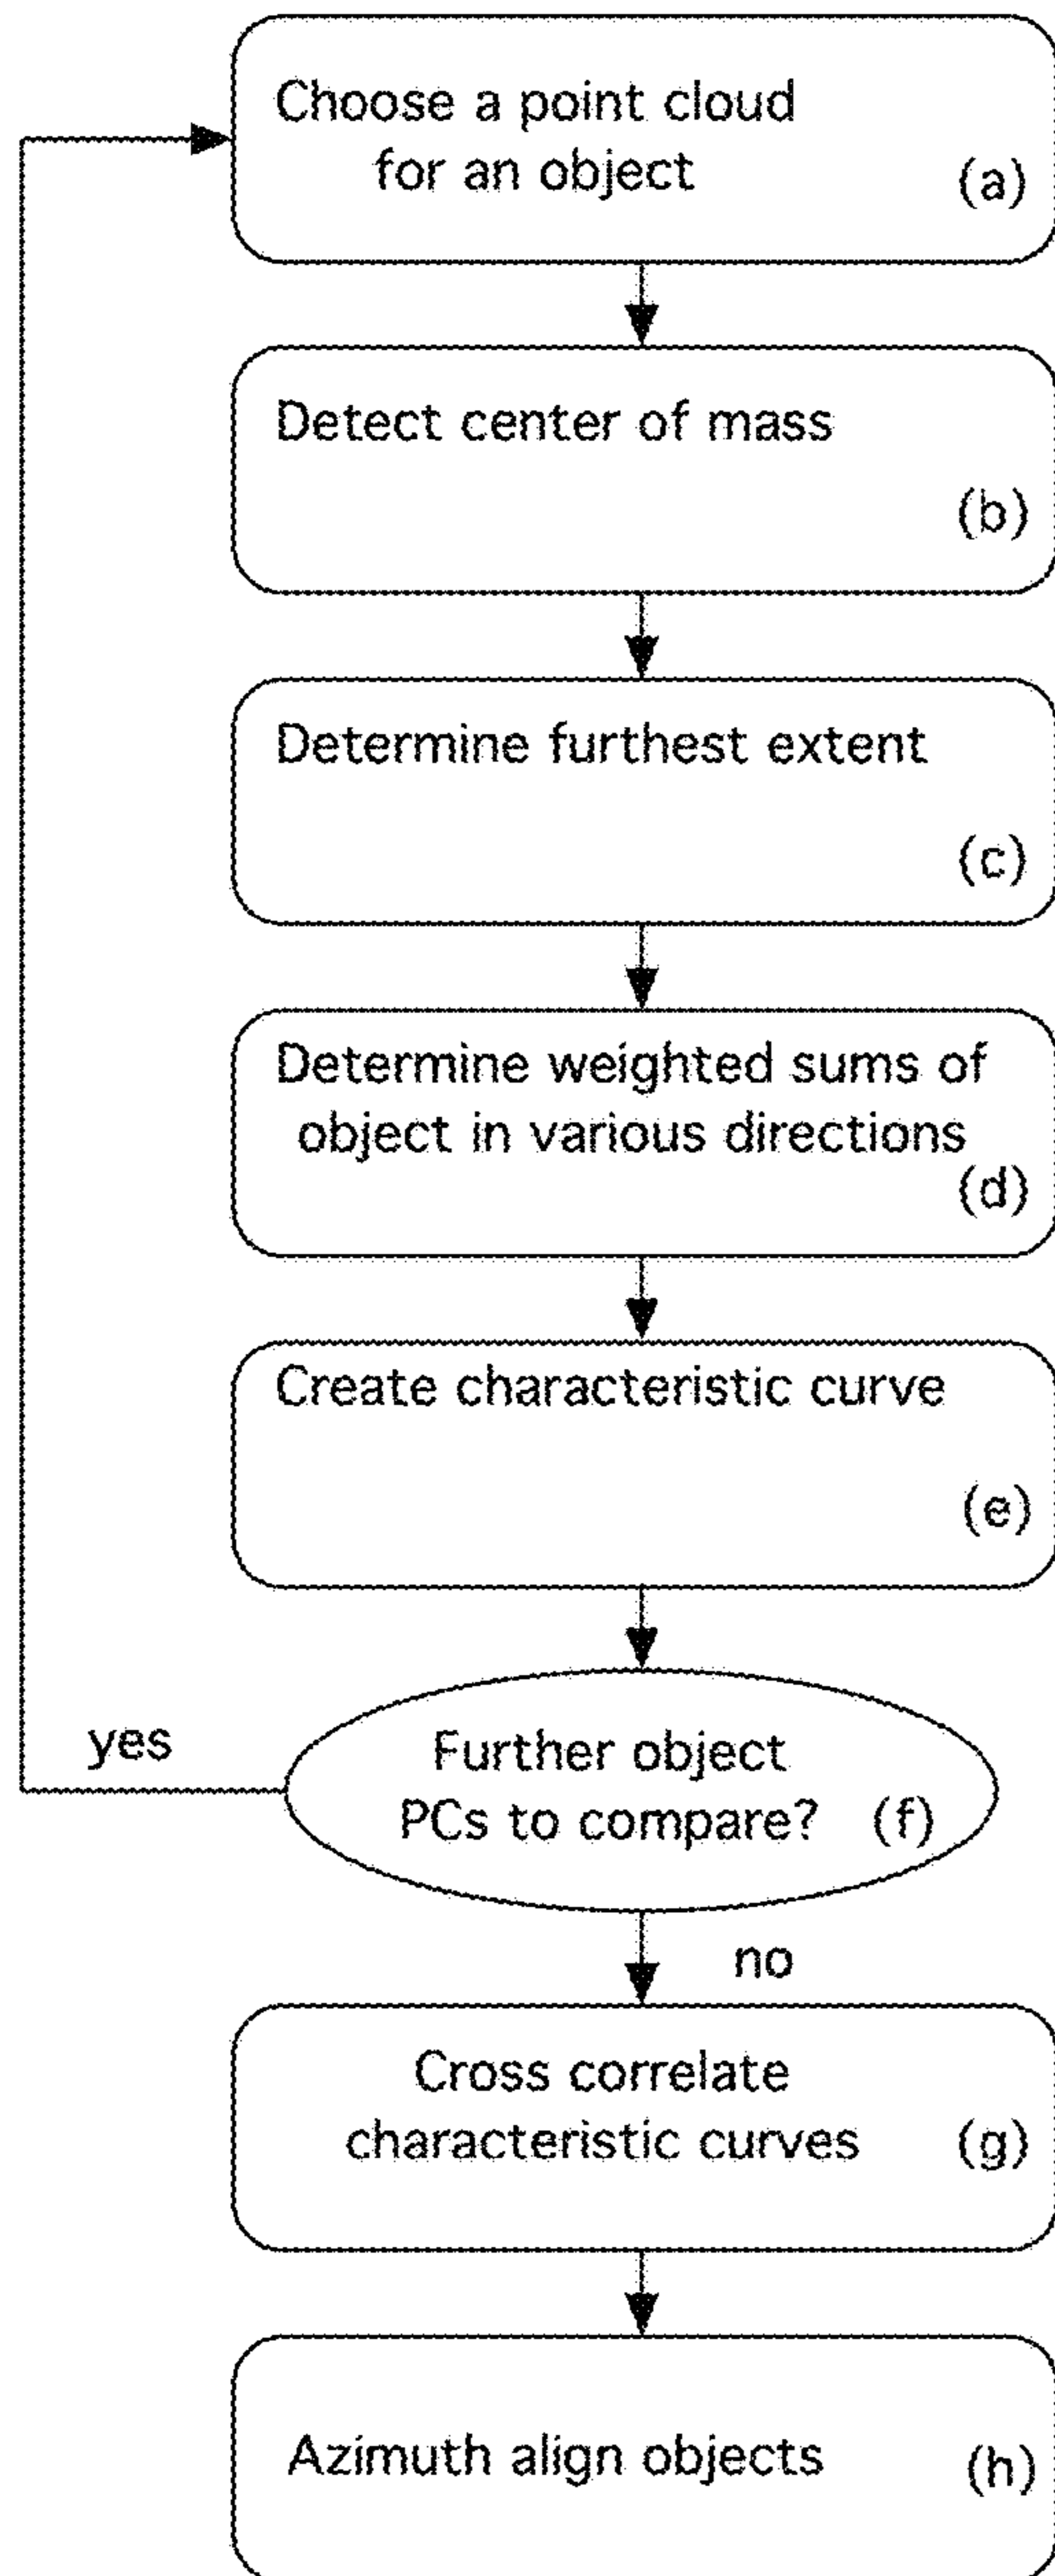 Choose a point cloud
for an object
(a)
Detect center of mass
(b)
Determine furthest extent
(c)
Determine weighted sums of
object in various directions
(d)
Create characteristic curve
(e)
yes
Further object
PCs to compare? (f)
no
Cross correlate
characteristic curves (g)
Azimuth align objects (h)